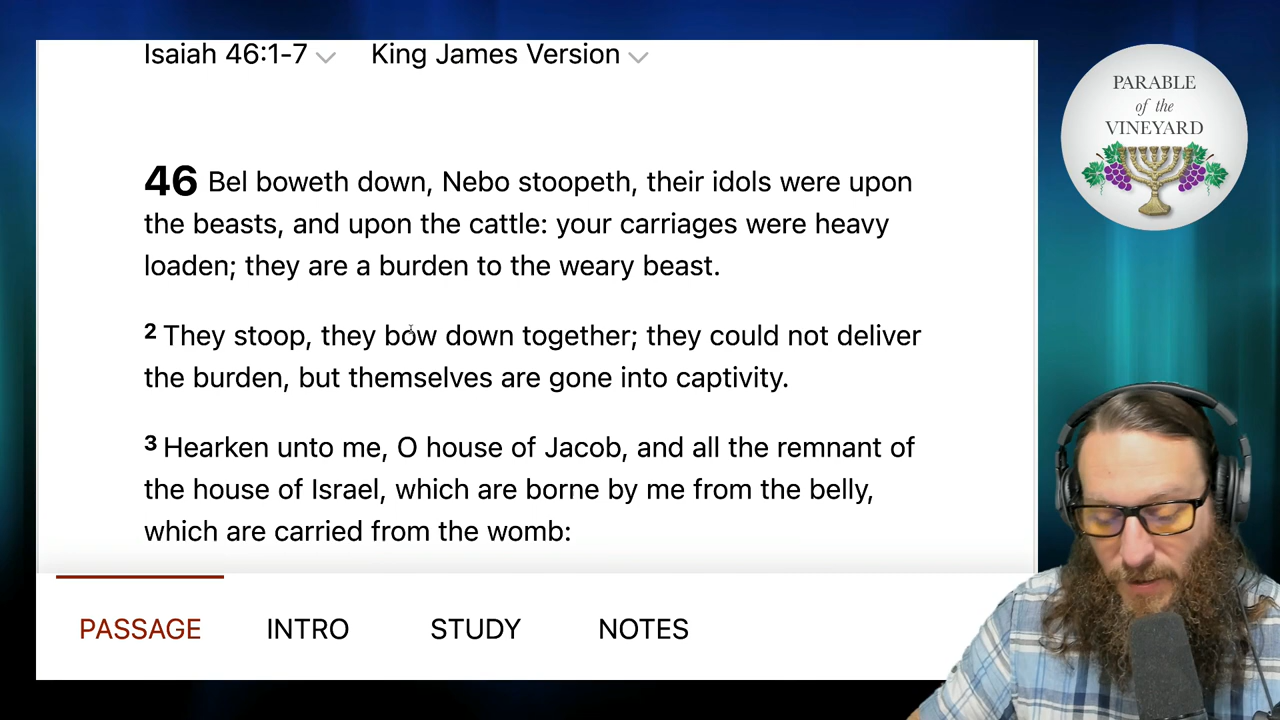 Isaiah 46:1-7 King James Version
46 Bel boweth down, Nebo stoopeth, their idols were upon
the beasts, and upon the cattle: your carriages were heavy
loaden; they are a burden to the weary beast.
2 They stoop, they bow down together; they could not deliver
the burden, but themselves are gone into captivity.
3 Hearken unto me, O house of Jacob, and all the remnant of
the house of Israel, which are borne by me from the belly,
which are carried from the womb:
PASSAGE INTRO STUDY NOTES
PARABLE
of the
VINEYARD